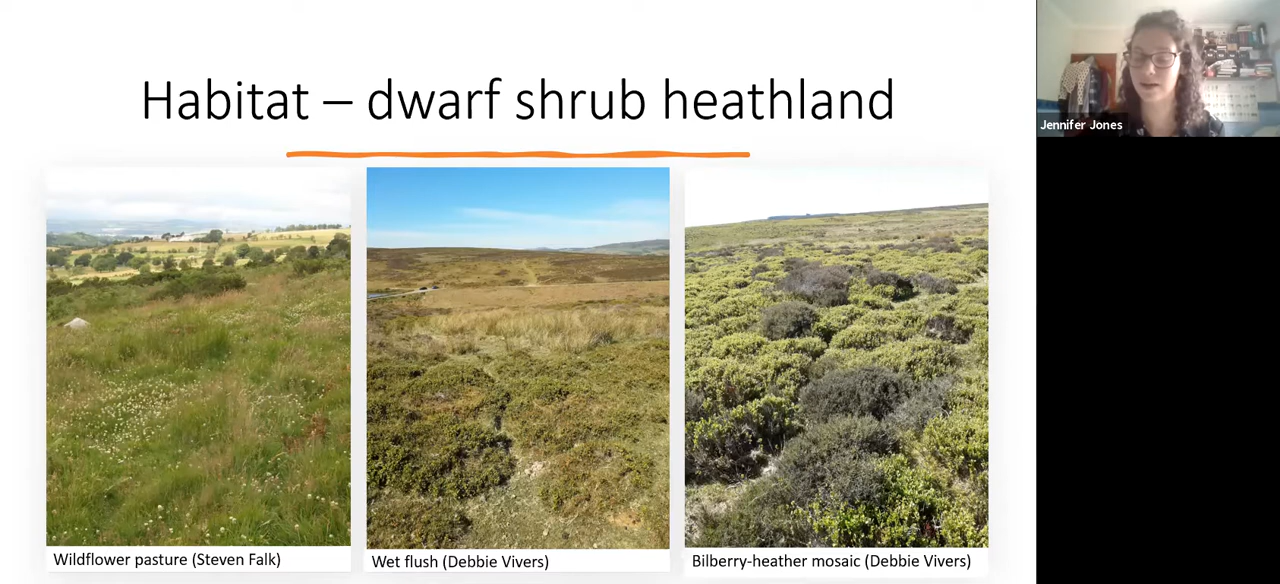 Habitat – dwarf shrub heathland
Jennifer Jones
Wildflower pasture (Steven Falk)
Wet flush (Debbie Vivers)
Bilberry-heather mosaic (Debbie Vivers)